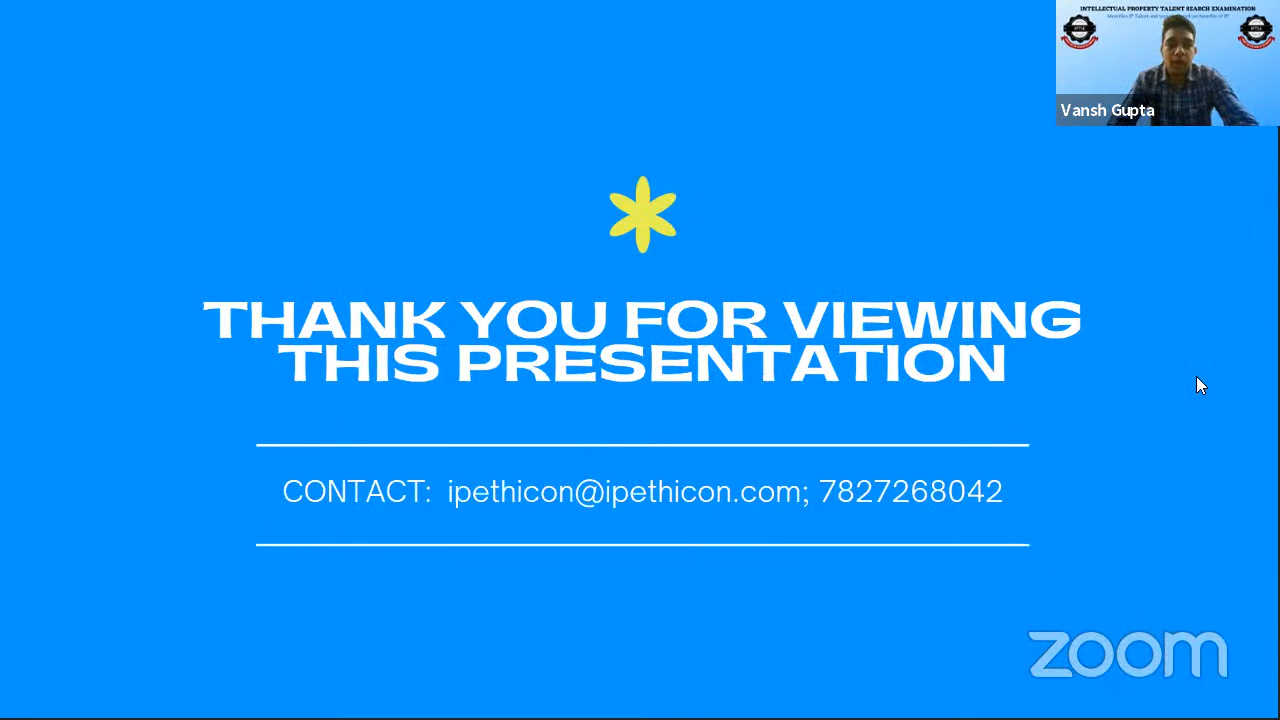 INTELLECTUAL PROPERTY TALENT SEARCH EXAMINATION
Vansh Gupta
THANK YOU FOR VIEWING
THIS PRESENTATION
CONTACT: ipethicon@ipethicon.com; 7827268042
zoom